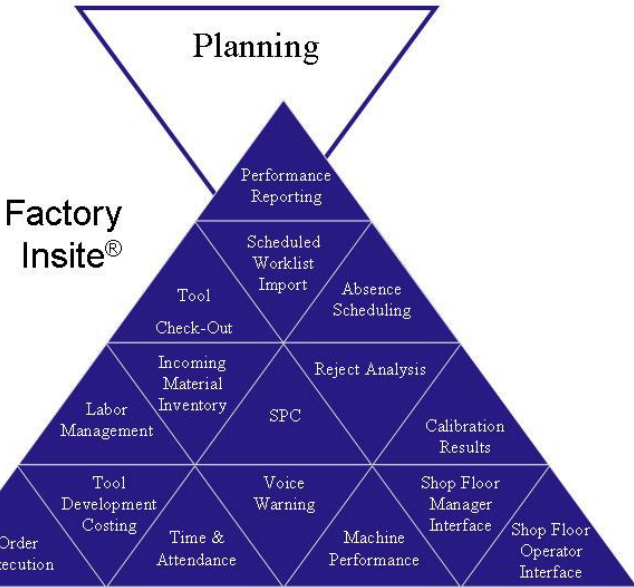 Planning
Factory
Insite®
Performance
Reporting
Scheduled
Worklist
Import
Tool
Check-Out
Absence
Scheduling
Incoming
Material
Inventory
Reject Analysis
Labor
Management
SPC
Calibration
Results
Tool
Development
Costing
Voice
Warning
Shop Floor
Manager
Interface
Order
Time &
Attendance
Machine
Performance
Shop Floor
Operator
Interface